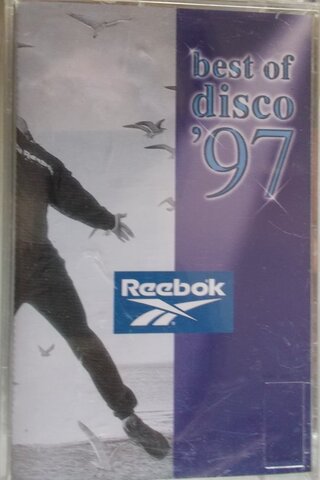 best of
disco
'97
Reebok